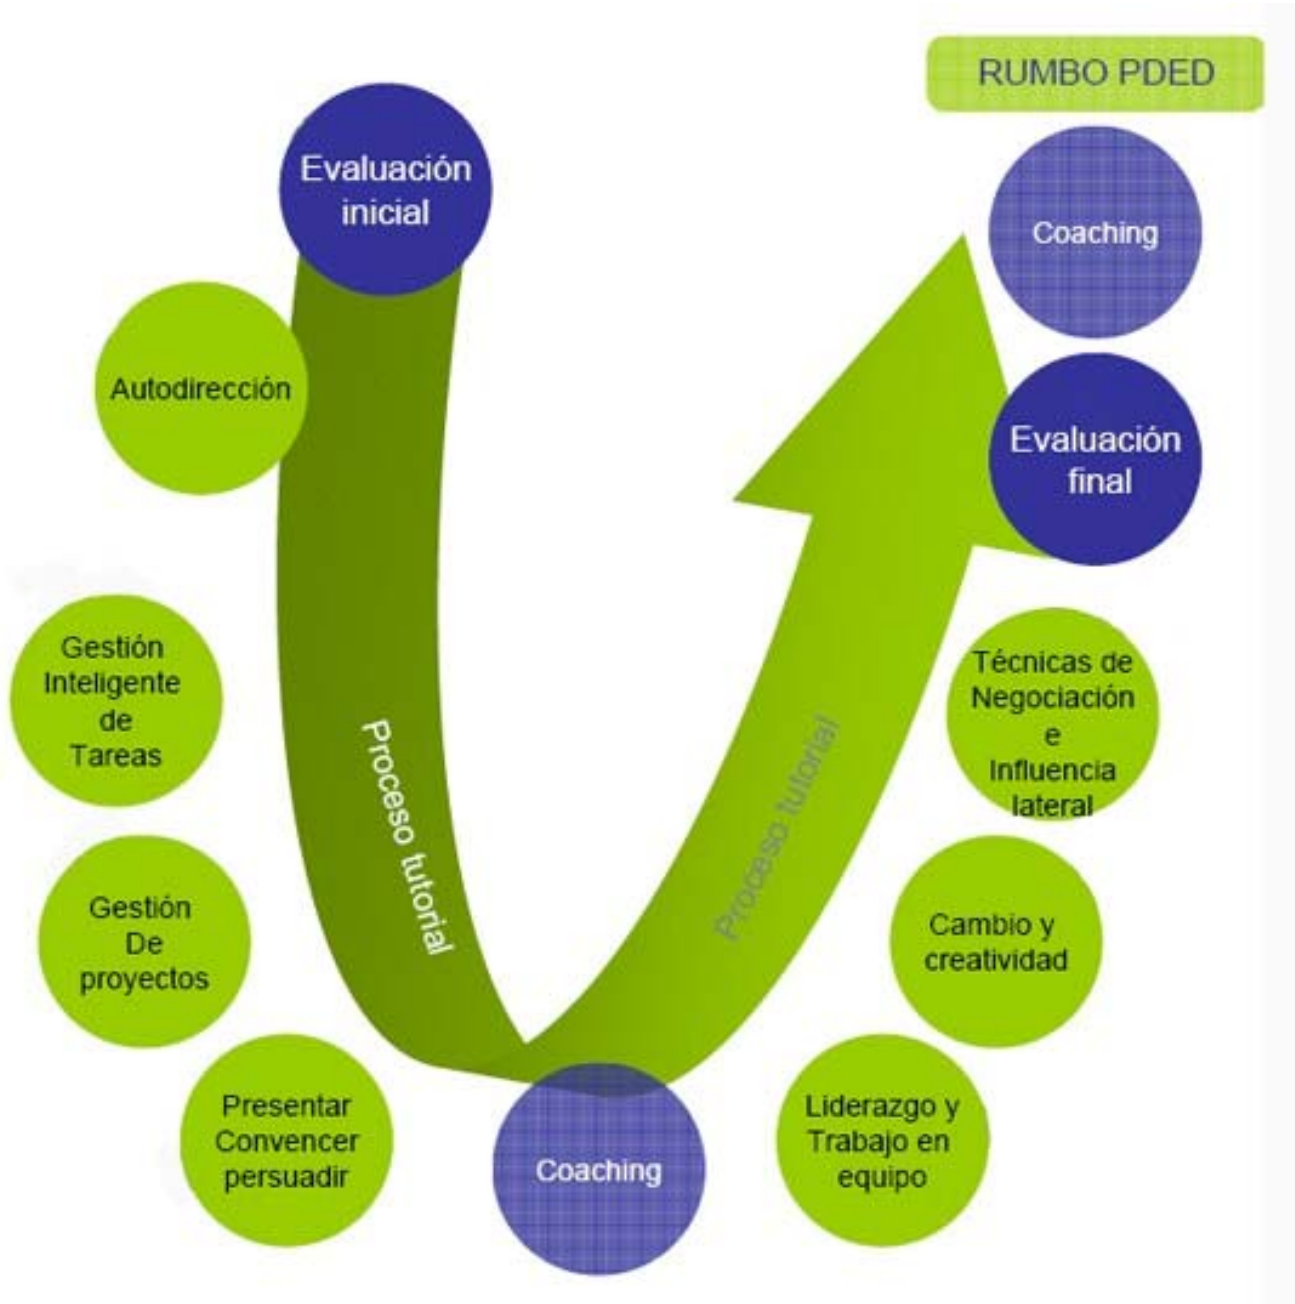 RUMBO PDED
Evaluación
inicial
Autodirección
Gestión
Inteligente
de
Tareas
Gestión
De
proyectos
Presentar
Convencer
persuadir
Proceso tutorial
Coaching
Proceso tutorial
Liderazgo y
Trabajo en
equipo
Cambio y
creatividad
Técnicas de
Negociación
e
Influencia
lateral
Evaluación
final
Coaching